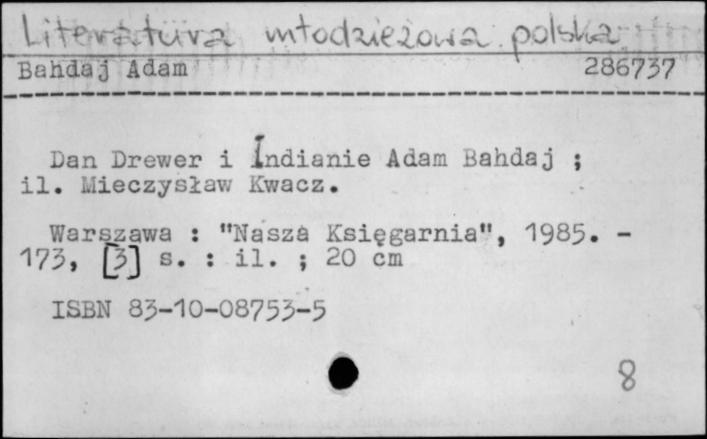 Literatura młodzieżowa polska
Bahdaj Adam 286737
Dan Drewer i Indianie Adam Bahdaj ;
il. Mieczysław Kwacz.
Warszawa : "Nasza Księgarnia", 1985. -
173, [3] s. : il. ; 20 cm
ISBN 83-10-08753-5
8